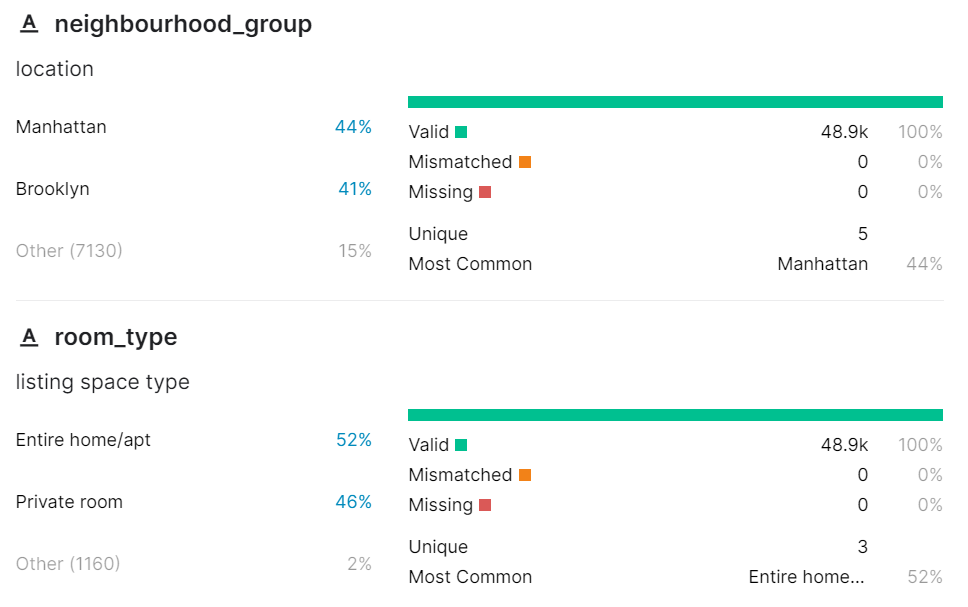 A neighbourhood_group
location
Manhattan 44%
Brooklyn 41%
Other (7130) 15%
Valid 48.9k 100%
Mismatched 0 0%
Missing 0 0%
Unique 5
Most Common Manhattan 44%
A room_type
listing space type
Entire home/apt 52%
Private room 46%
Other (1160) 2%
Valid 48.9k 100%
Mismatched 0 0%
Missing 0 0%
Unique 3
Most Common Entire home... 52%